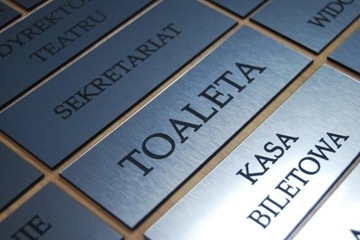 DYREKTOR
TEATRU
SEKRETARIAT
TOALETA
KASA
BILETOWA